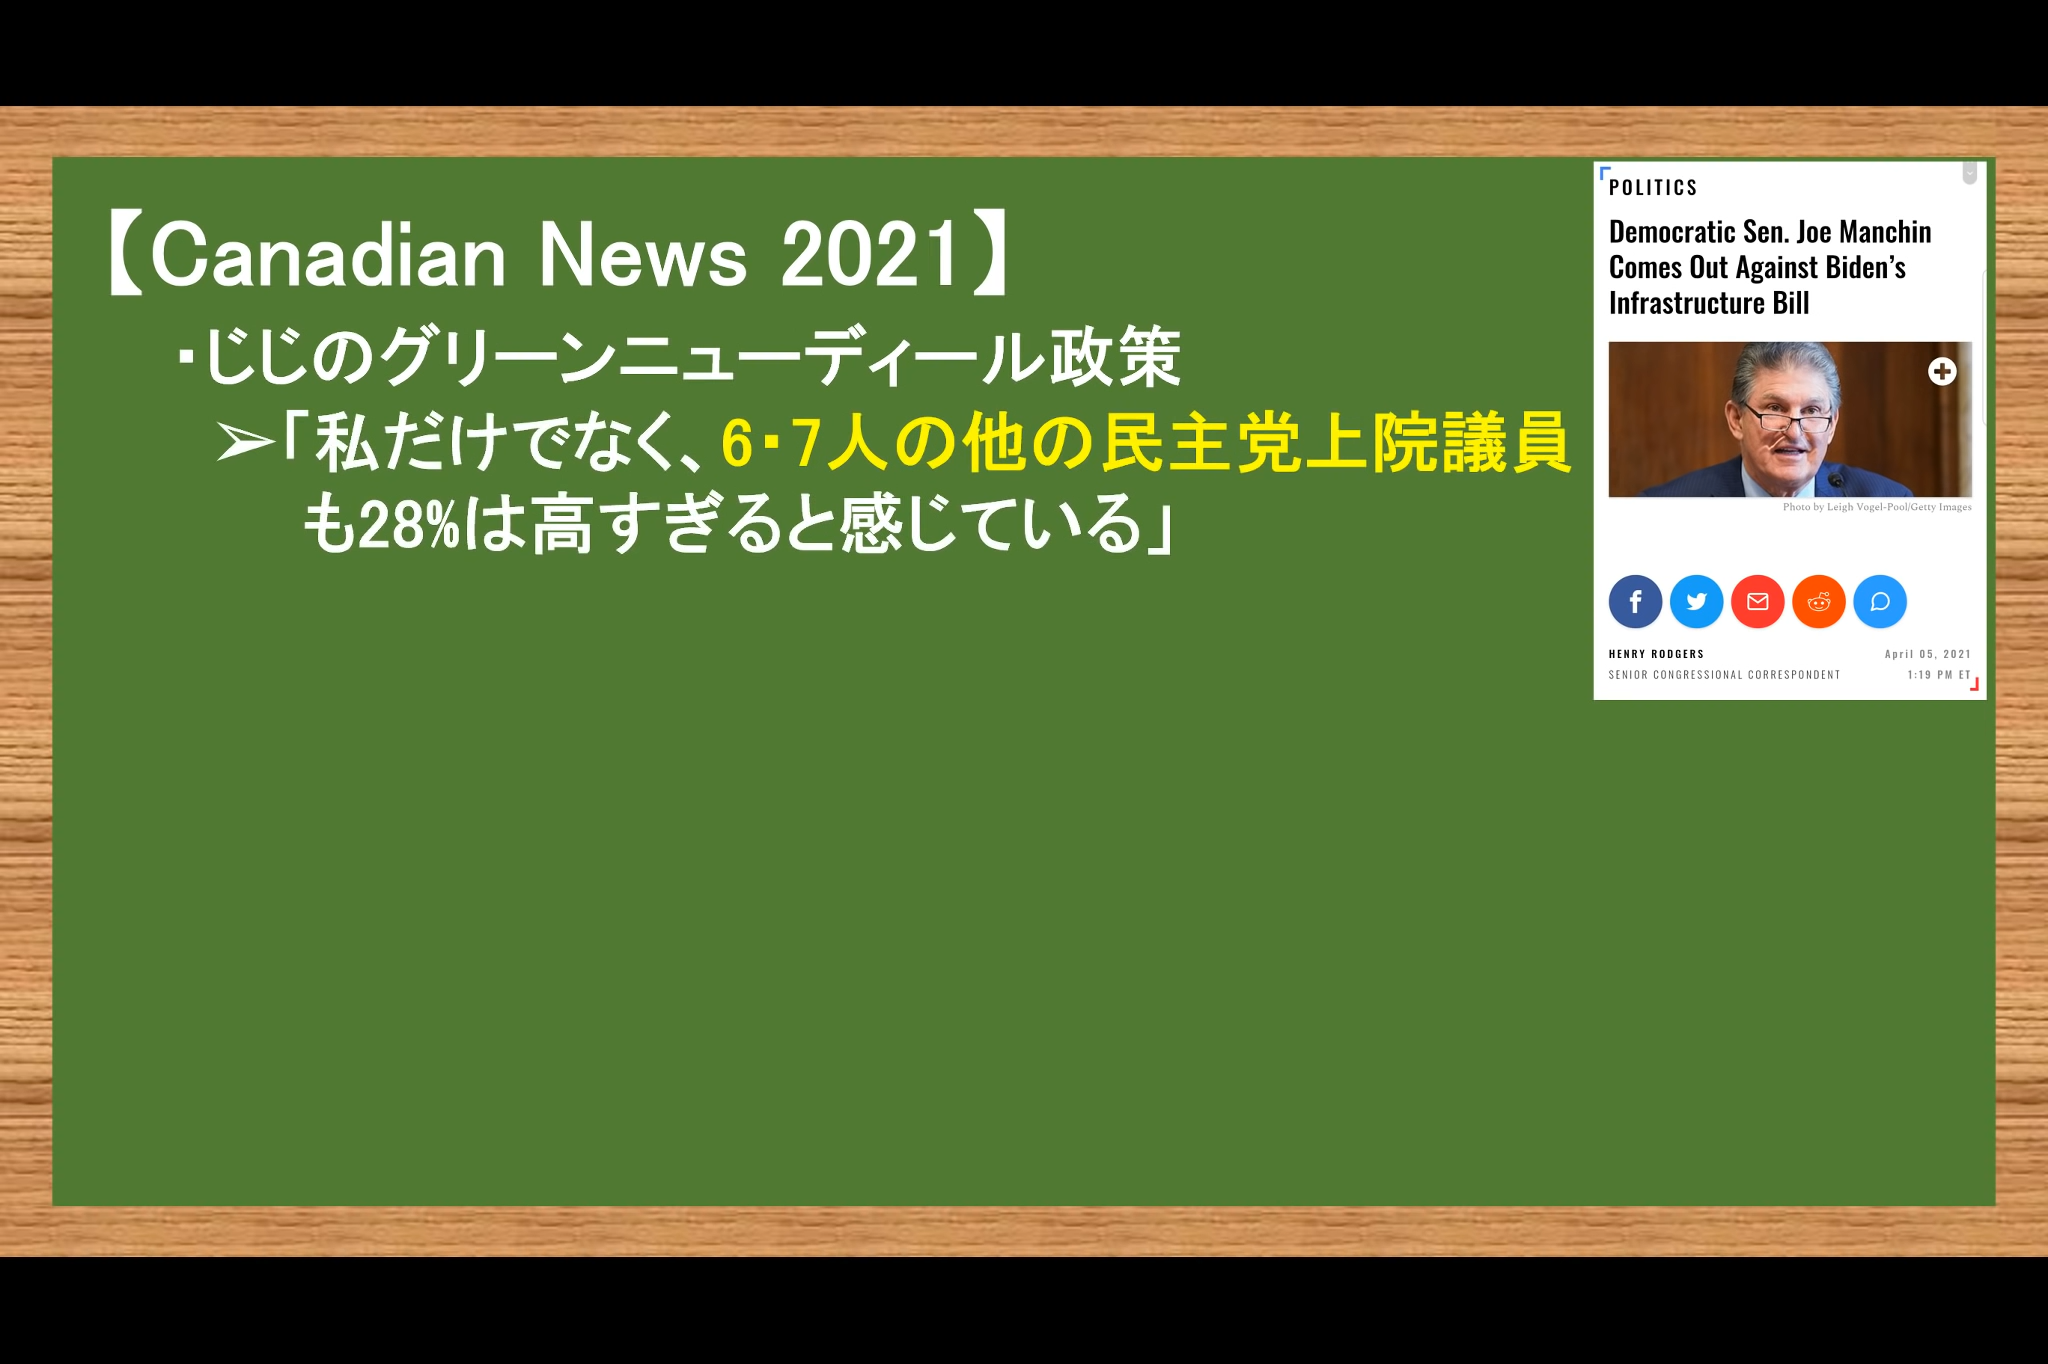 【Canadian News 2021】
・じじのグリーンニューディール政策
➢「私だけでなく、6・7人の他の民主党上院議員
も28%は高すぎると感じている」
POLITICS
Democratic Sen. Joe Manchin
Comes Out Against Biden's
Infrastructure Bill
Photo by Leigh Vogel-Pool/Getty Images
HENRY RODGERS
SENIOR CONGRESSIONAL CORRESPONDENT
April 05, 2021
1:19 PM ET